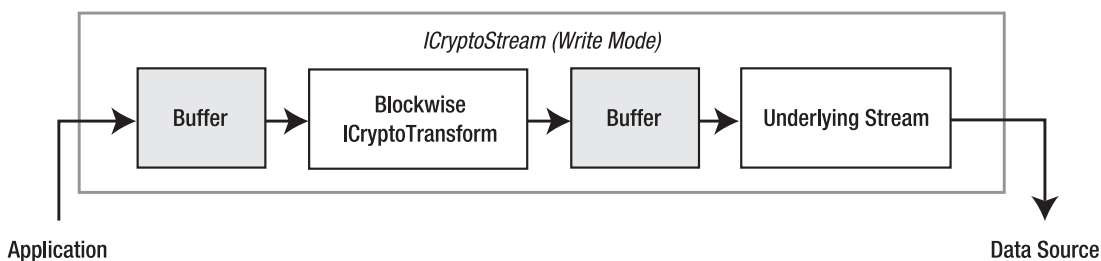 ICryptoStream (Write Mode)
Buffer
Blockwise
ICryptoTransform
Buffer
Underlying Stream
Application
Data Source